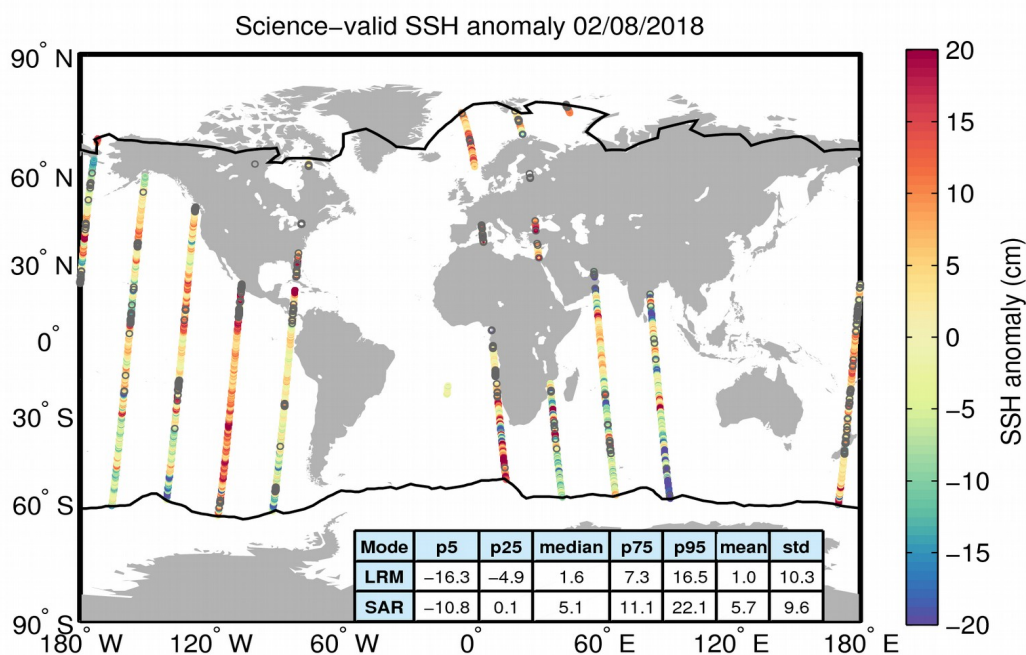 Science−valid SSH anomaly 02/08/2018
90° N
60° N
30° N
0°
30° S
60° S
90° S
180° W
120° W
60° W
0°
60° E
120° E
180° E
Mode p5 p25 median p75 p95 mean std
LRM −16.3 −4.9 1.6 7.3 16.5 1.0 10.3
SAR −10.8 0.1 5.1 11.1 22.1 5.7 9.6
20
15
10
5
0
−5
−10
−15
−20
SSH anomaly (cm)